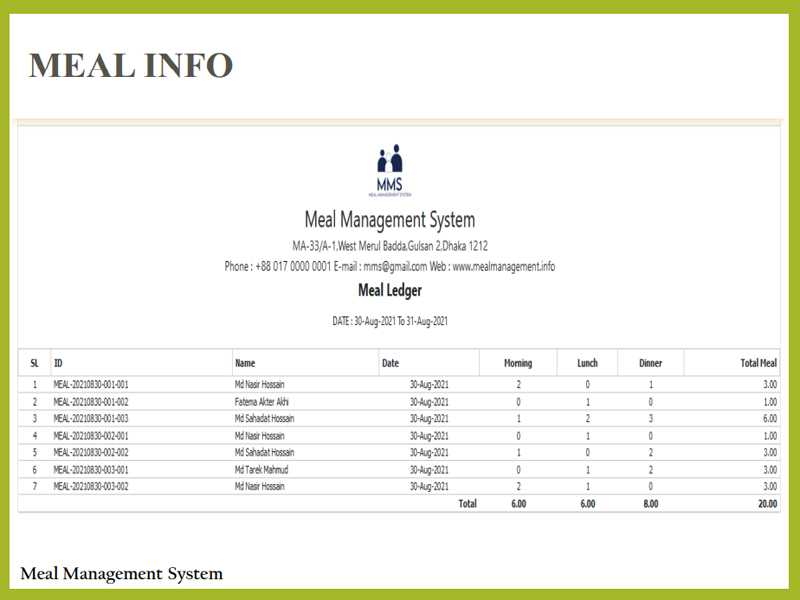 MEAL INFO
MMS
MEAL MANAGEMENT SYSTEM
Meal Management System
MA-33/A-1,West Merul Badda,Gulsan 2,Dhaka 1212
Phone : +88 017 0000 0001 E-mail : mms@gmail.com Web : www.mealmanagement.info
Meal Ledger
DATE : 30-Aug-2021 To 31-Aug-2021
SL ID Name Date Morning Lunch Dinner Total Meal
1 MEAL-20210830-001-001 Md Nasir Hossain 30-Aug-2021 2 0 1 3.00
2 MEAL-20210830-001-002 Fatema Akter Akhi 30-Aug-2021 0 1 0 1.00
3 MEAL-20210830-001-003 Md Sahadat Hossain 30-Aug-2021 1 2 3 6.00
4 MEAL-20210830-002-001 Md Nasir Hossain 30-Aug-2021 0 1 0 1.00
5 MEAL-20210830-002-002 Md Sahadat Hossain 30-Aug-2021 1 0 2 3.00
6 MEAL-20210830-003-001 Md Tarek Mahmud 30-Aug-2021 0 1 2 3.00
7 MEAL-20210830-003-002 Md Nasir Hossain 30-Aug-2021 2 1 0 3.00
Total 6.00 6.00 8.00 20.00
Meal Management System